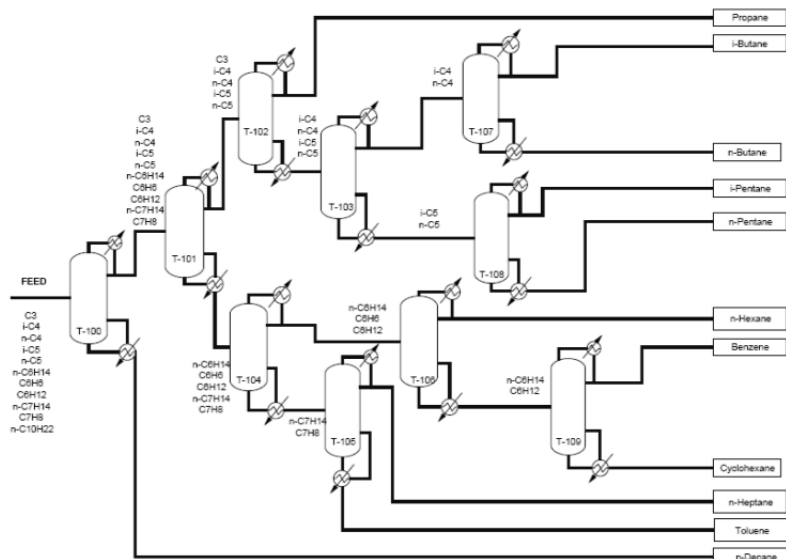 Propane
i-Butane
C3
i-C4
n-C4
i-C5
n-C5
T-102
i-C4
n-C4
T-107
C3
i-C4
n-C4
i-C5
n-C5
n-C6H14
C6H6
C6H12
n-C7H14
C7H8
T-101
i-C4
n-C4
i-C5
n-C5
T-103
n-Butane
i-Pentane
i-C5
n-C5
T-108
n-Pentane
FEED
T-100
C3
i-C4
n-C4
i-C5
n-C5
n-C6H14
C6H6
C6H12
n-C7H14
C7H8
n-C10H22
n-C6H14
C6H6
C6H12
n-C7H14
C7H8
T-104
n-C6H14
C6H6
C6H12
T-106
n-Hexane
Benzene
n-C7H14
C7H8
T-105
n-C6H14
C6H12
T-109
Cyclohexane
n-Heptane
Toluene
n-Decane